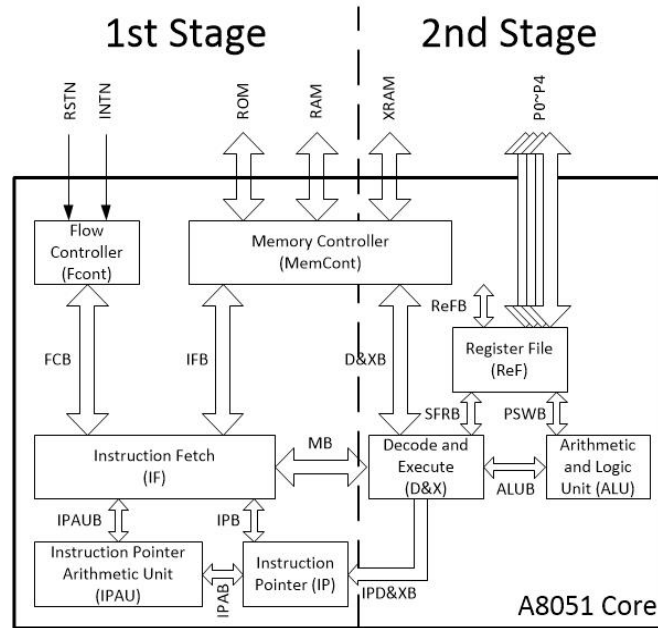 1st Stage
2nd Stage
RSTN
INTN
ROM
RAM
XRAM
P0~P4
Flow
Controller
(Fcont)
Memory Controller
(MemCont)
ReFB
Register File
(ReF)
FCB
IFB
D&XB
SFRB
PSWB
Instruction Fetch
(IF)
MB
Decode and
Execute
(D&X)
ALUB
Arithmetic
and Logic
Unit (ALU)
IPAUB
IPB
Instruction Pointer
Arithmetic Unit
(IPAU)
IPAB
Instruction
Pointer (IP)
IPD&XB
A8051 Core